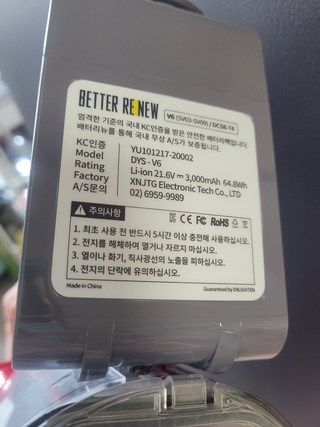 BETTER RE NEW
V6 (SV03-SV09) / DC58-74
엄격한 기준의 국내 KC인증을 받은 안전한 배터리팩입니다.
배터리뉴를 통해 국내 무상 A/S가 보증됩니다.
KC인증 YU101217-20002
Model DYS - V6
Rating Li-ion 21.6V ⎓ 3,000mAh 64.8Wh
Factory XNJTG Electronic Tech Co., LTD
A/S문의 02) 6959-9989
주의사항
CE FC RoHS
1. 최초 사용 전 반드시 5시간 이상 충전해 사용하십시오.
2. 전지를 해체하여 열거나 자르지 마십시오.
3. 열이나 화기, 직사광선의 노출을 피하십시오.
4. 전지의 단락에 유의하십시오.
Made in China
Guaranteed by ENLIGHTEN